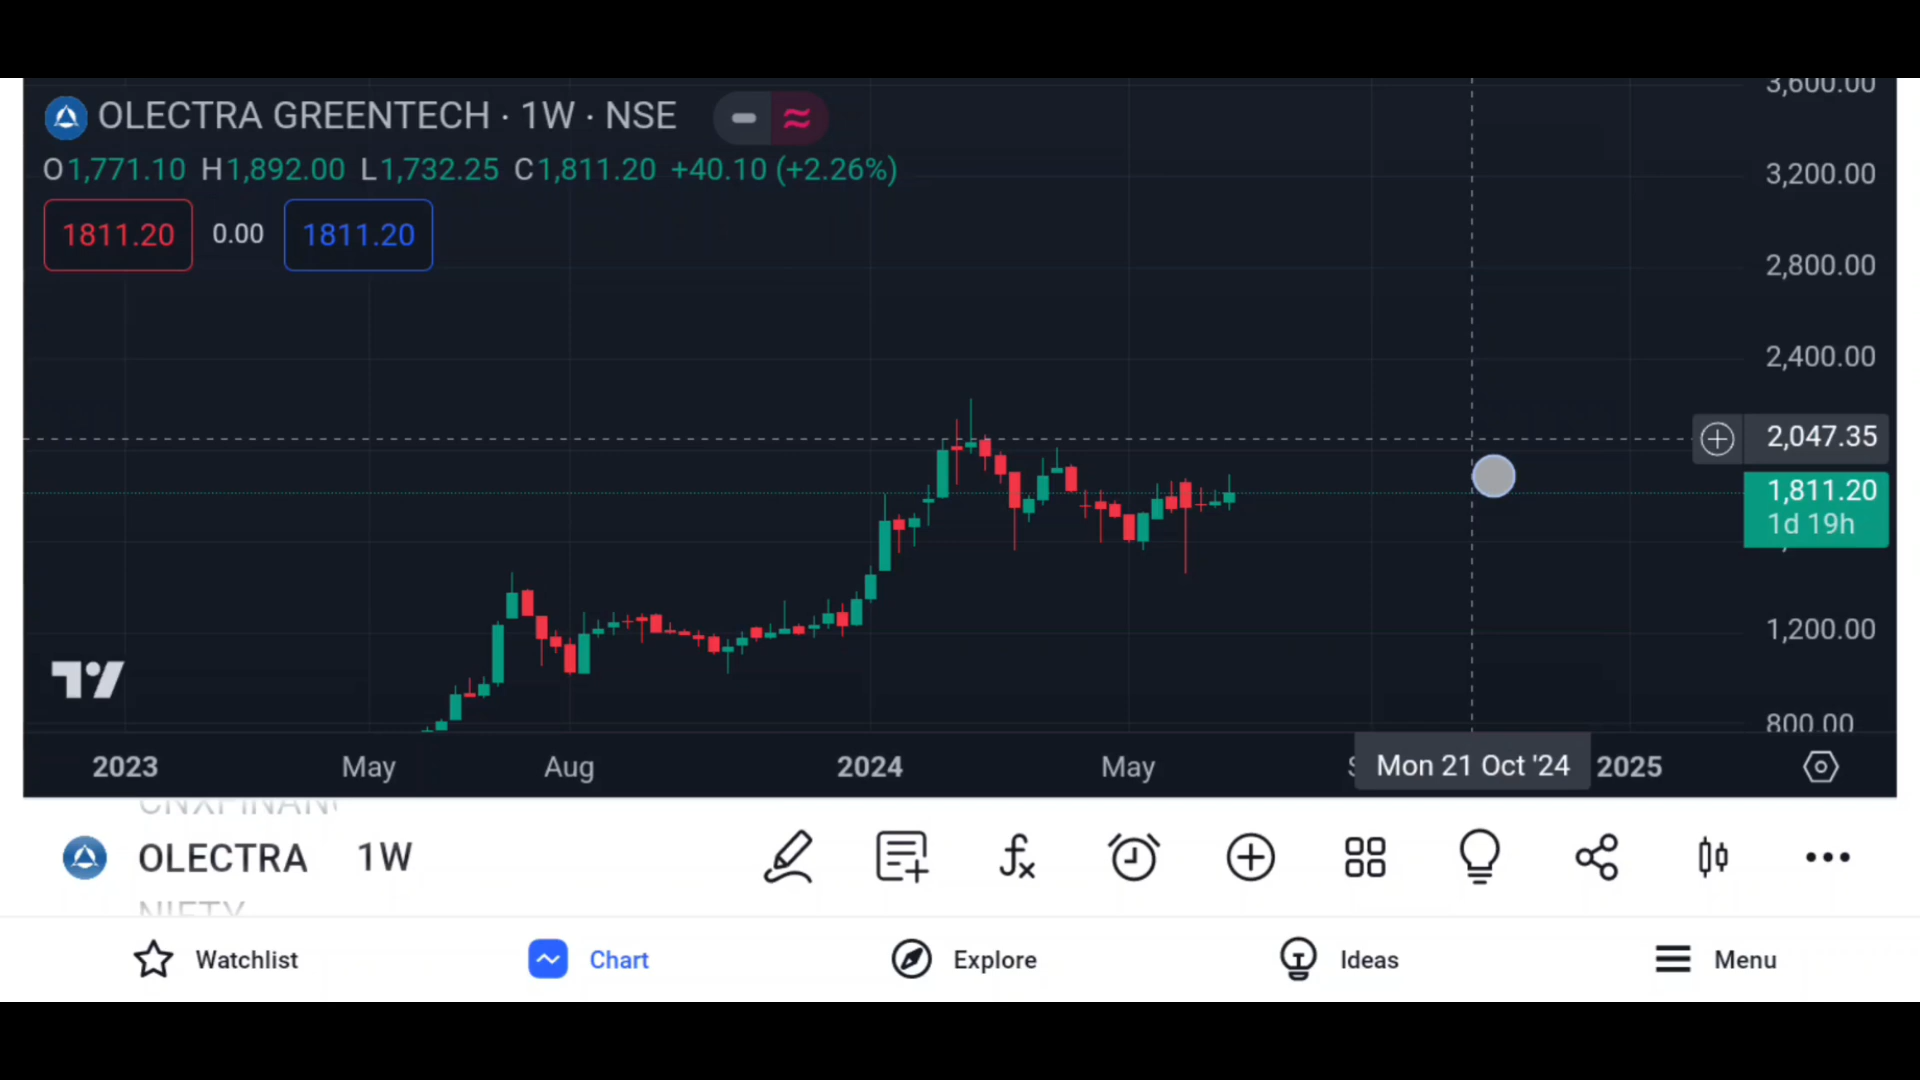 3,600.00
OLECTRA GREENTECH · 1W · NSE
3,200.00
O1,771.10 H1,892.00 L1,732.25 C1,811.20 +40.10 (+2.26%)
1811.20 0.00 1811.20
2,800.00
2,400.00
2,047.35
1,811.20
1d 19h
1,200.00
800.00
2023 May Aug 2024 May Mon 21 Oct '24 2025
OLECTRA 1W
NIFTY
Watchlist Chart Explore Ideas Menu